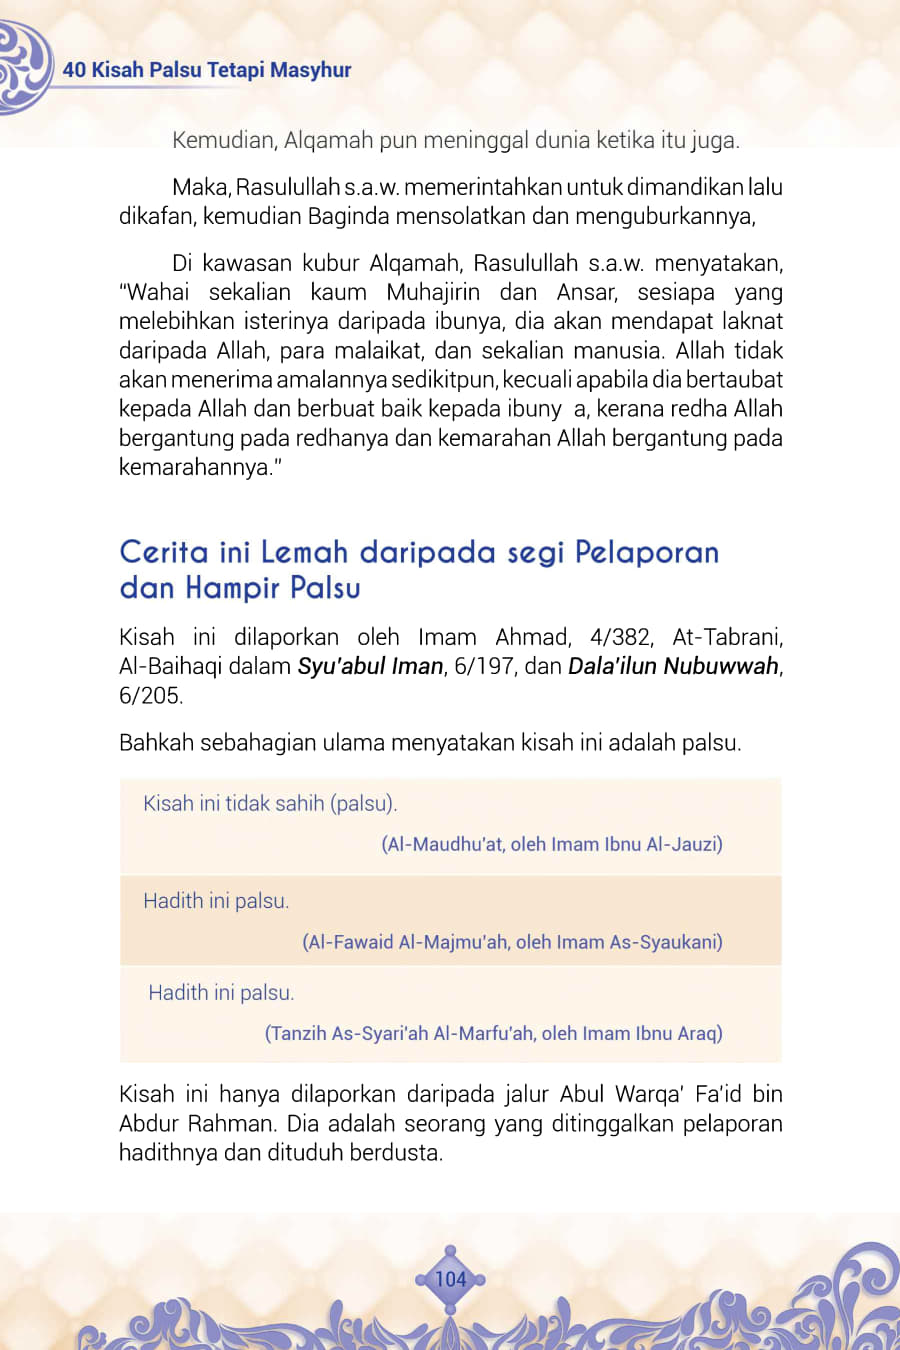 40 Kisah Palsu Tetapi Masyhur
Kemudian, Alqamah pun meninggal dunia ketika itu juga.
Maka, Rasulullah s.a.w. memerintahkan untuk dimandikan lalu
dikafan, kemudian Baginda mensolatkan dan menguburkannya,
Di kawasan kubur Alqamah, Rasulullah s.a.w. menyatakan,
“Wahai sekalian kaum Muhajirin dan Ansar, sesiapa yang
melebihkan isterinya daripada ibunya, dia akan mendapat laknat
daripada Allah, para malaikat, dan sekalian manusia. Allah tidak
akan menerima amalannya sedikitpun, kecuali apabila dia bertaubat
kepada Allah dan berbuat baik kepada ibuny  a, kerana redha Allah
bergantung pada redhanya dan kemarahan Allah bergantung pada
kemarahannya.”
Cerita ini Lemah daripada segi Pelaporan
dan Hampir Palsu
Kisah ini dilaporkan oleh Imam Ahmad, 4/382, At-Tabrani,
Al-Baihaqi dalam Syu’abul Iman, 6/197, dan Dala’ilun Nubuwwah,
6/205.
Bahkah sebahagian ulama menyatakan kisah ini adalah palsu.
Kisah ini tidak sahih (palsu).
(Al-Maudhu’at, oleh Imam Ibnu Al-Jauzi)
Hadith ini palsu.
(Al-Fawaid Al-Majmu’ah, oleh Imam As-Syaukani)
Hadith ini palsu.
(Tanzih As-Syari’ah Al-Marfu’ah, oleh Imam Ibnu Araq)
Kisah ini hanya dilaporkan daripada jalur Abul Warqa’ Fa’id bin
Abdur Rahman. Dia adalah seorang yang ditinggalkan pelaporan
hadithnya dan dituduh berdusta.
104